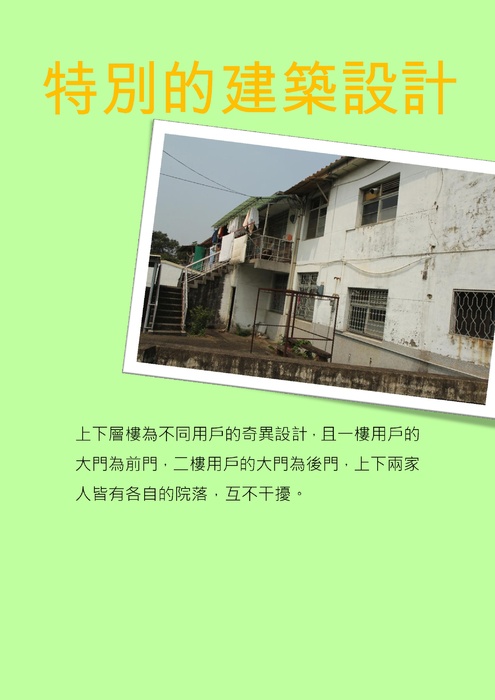 特別的建築設計
上下層樓為不同用戶的奇異設計，且一樓用戶的
大門為前門，二樓用戶的大門為後門，上下兩家
人皆有各自的院落，互不干擾。